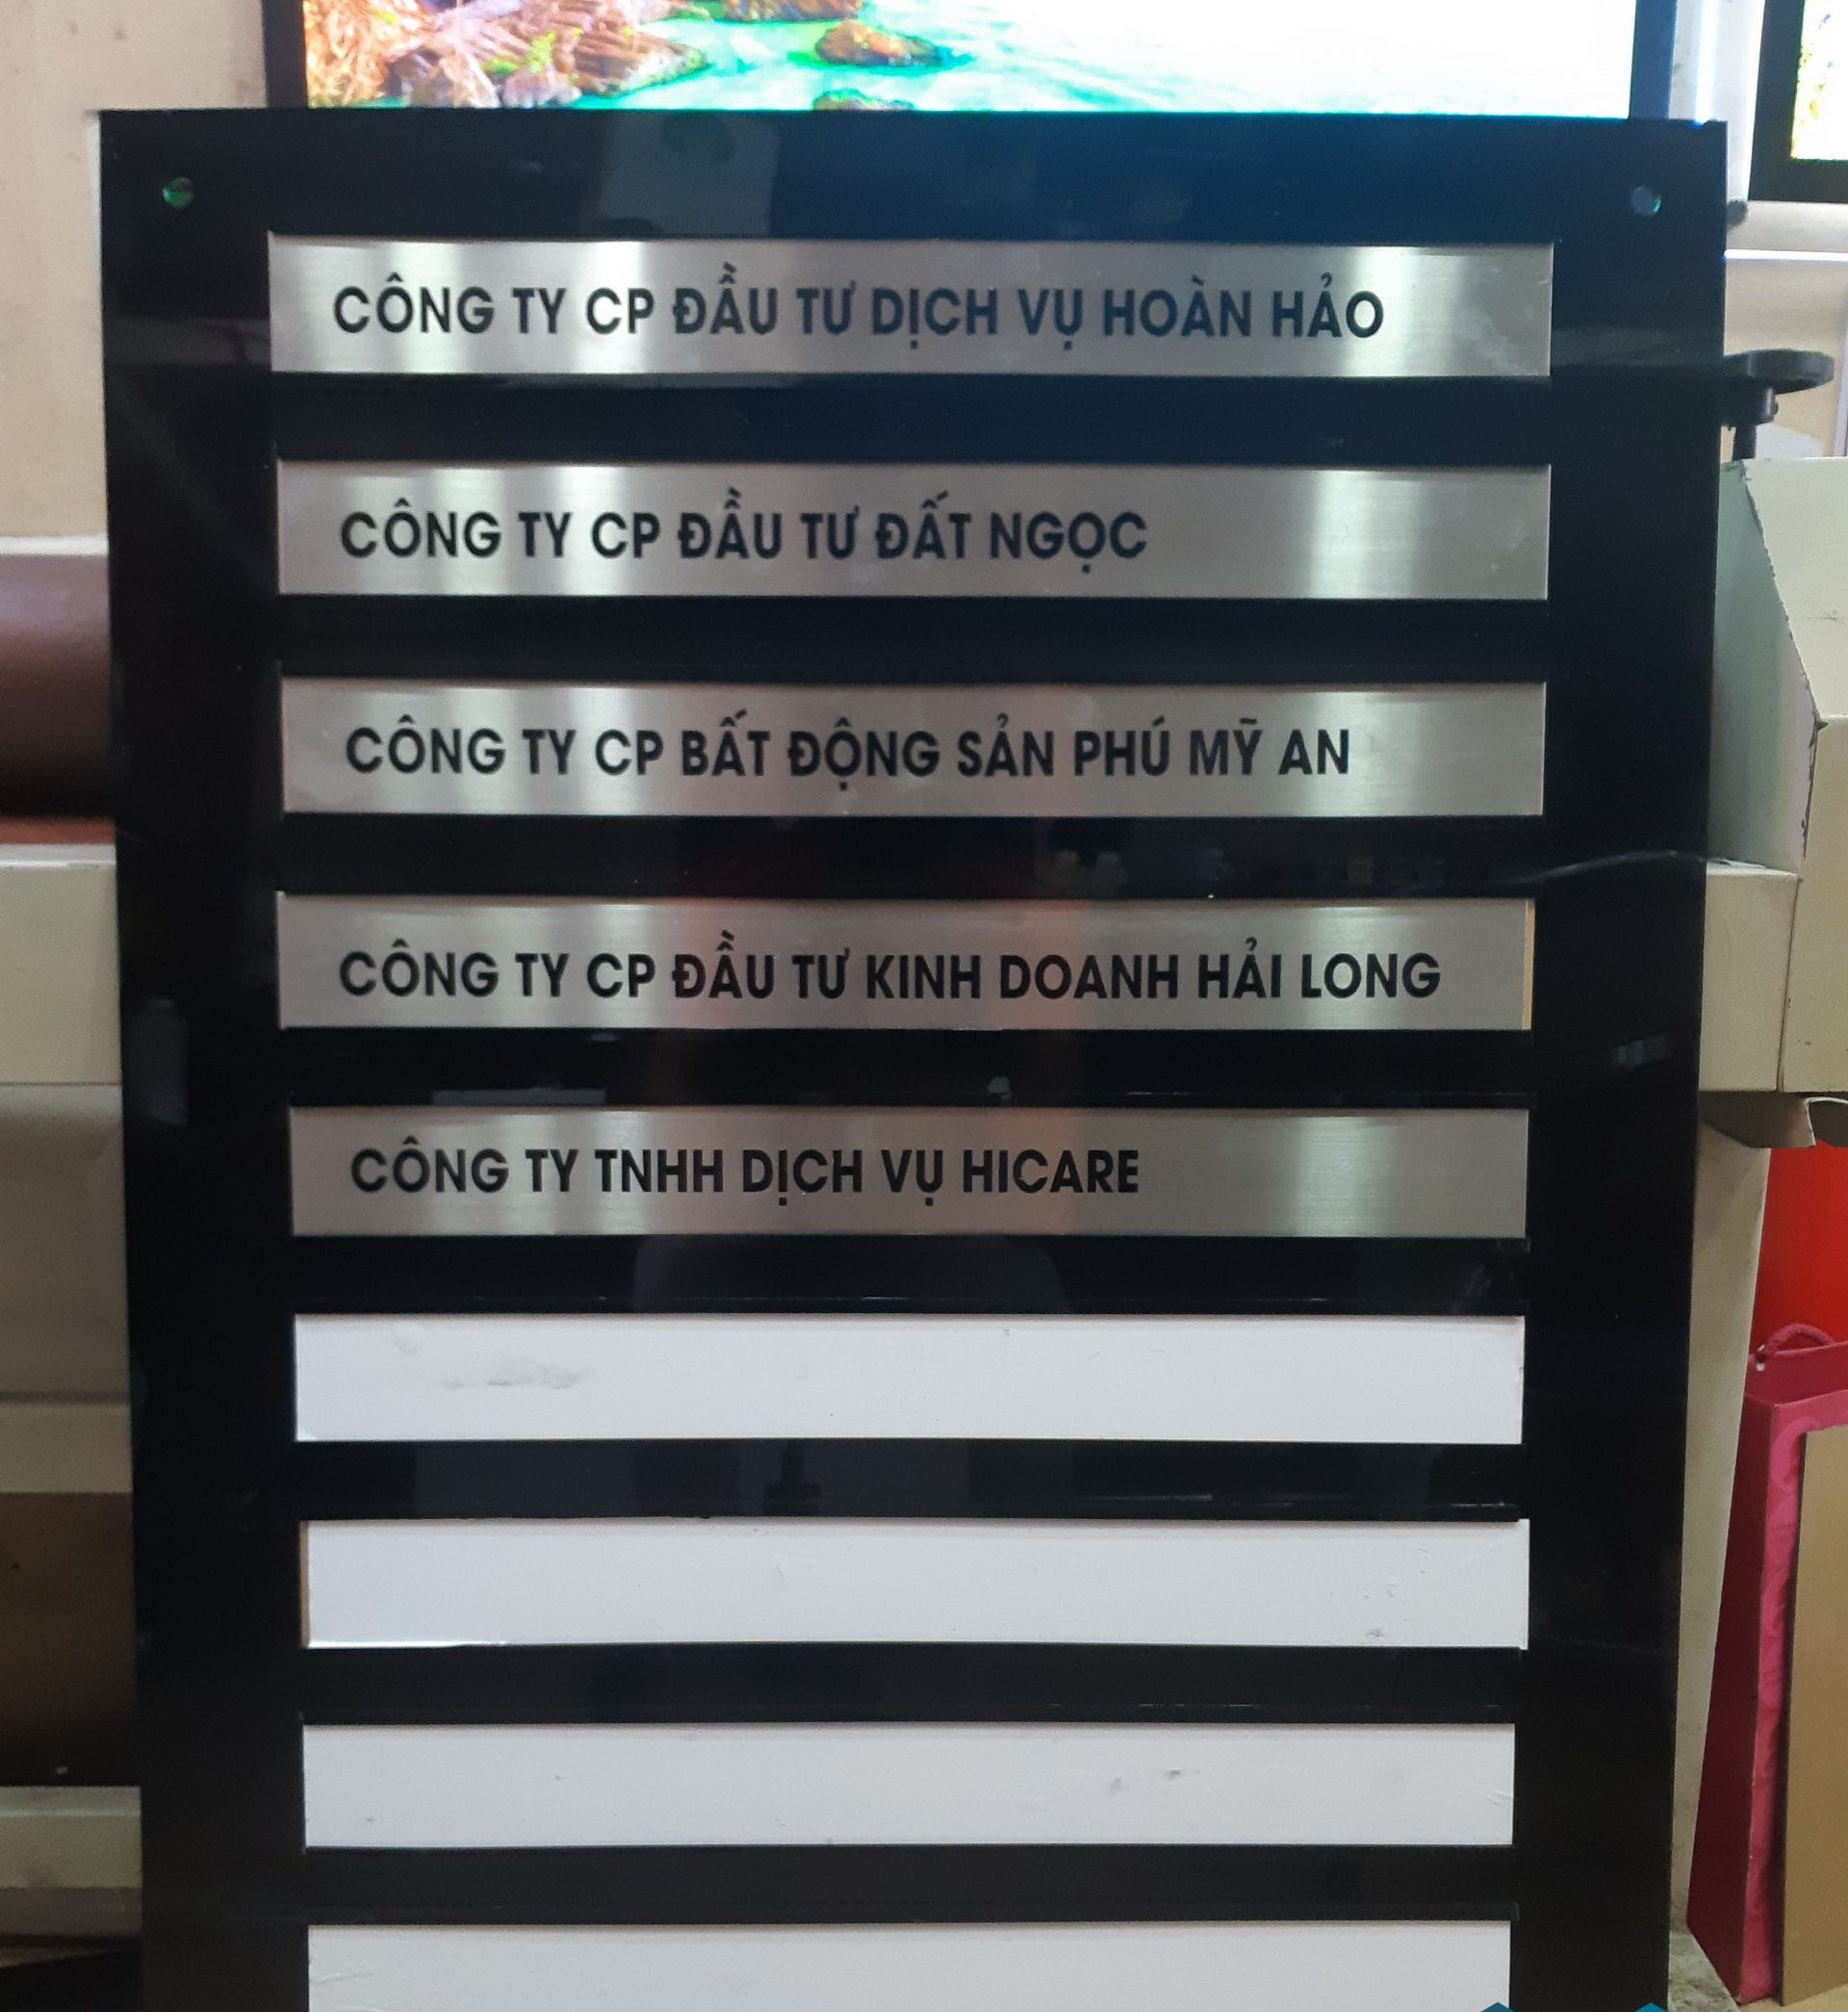 CÔNG TY CP ĐẦU TƯ DỊCH VỤ HOÀN HẢO
CÔNG TY CP ĐẦU TƯ ĐẤT NGỌC
CÔNG TY CP BẤT ĐỘNG SẢN PHÚ MỸ AN
CÔNG TY CP ĐẦU TƯ KINH DOANH HẢI LONG
CÔNG TY TNHH DỊCH VỤ HICARE